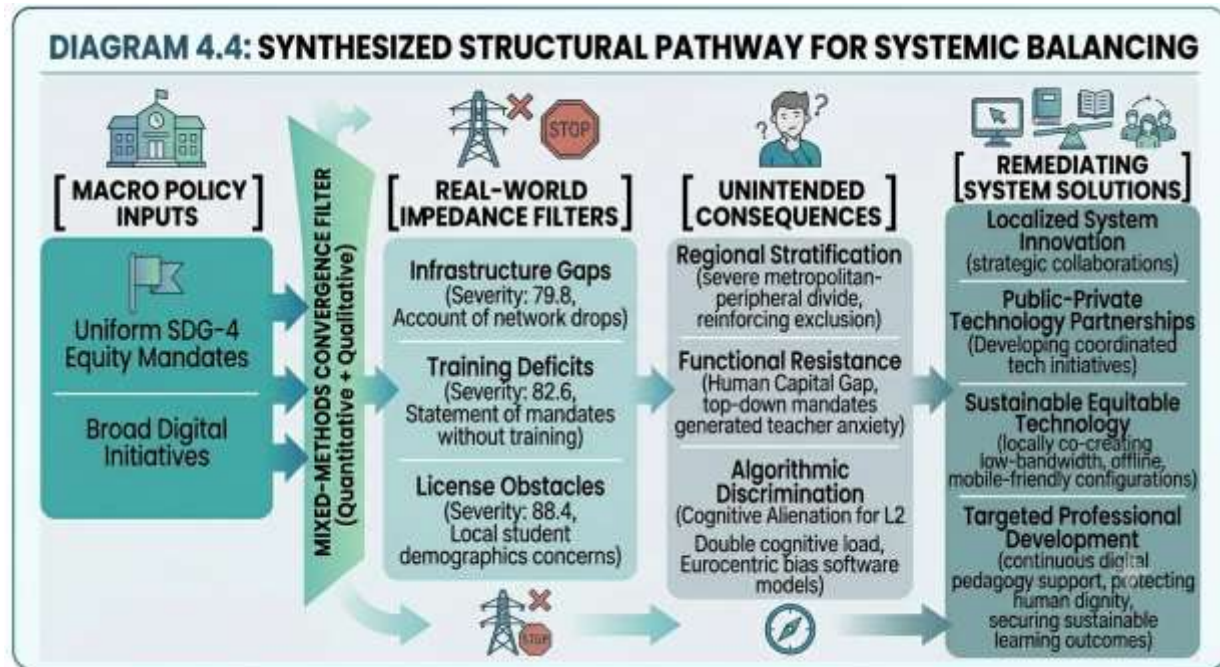 DIAGRAM 4.4: SYNTHESIZED STRUCTURAL PATHWAY FOR SYSTEMIC BALANCING
[MACRO POLICY
INPUTS]
Uniform SDG-4
Equity Mandates
Broad Digital
Initiatives
MIXED-METHODS CONVERGENCE FILTER
(Quantitative + Qualitative)
STOP
[REAL-WORLD
IMPEDANCE FILTERS]
Infrastructure Gaps
(Severity: 79.8,
Account of network drops)
Training Deficits
(Severity: 82.6,
Statement of mandates
without training)
License Obstacles
(Severity: 88.4,
Local student
demographics concerns)
STOP
? ?
[UNINTENDED
CONSEQUENCES]
Regional Stratification
(severe metropolitan-
peripheral divide,
reinforcing exclusion)
Functional Resistance
(Human Capital Gap,
top-down mandates
generated teacher anxiety)
Algorithmic
Discrimination
(Cognitive Alienation for L2
Double cognitive load,
Eurocentric bias software
models)
[REMEDIATING
SYSTEM SOLUTIONS]
Localized System
Innovation
(strategic collaborations)
Public-Private
Technology Partnerships
(Developing coordinated
tech initiatives)
Sustainable Equitable
Technology
(locally co-creating
low-bandwidth, offline,
mobile-friendly configurations)
Targeted Professional
Development
(continuous digital
pedagogy support, protecting
human dignity,
securing sustainable
learning outcomes)